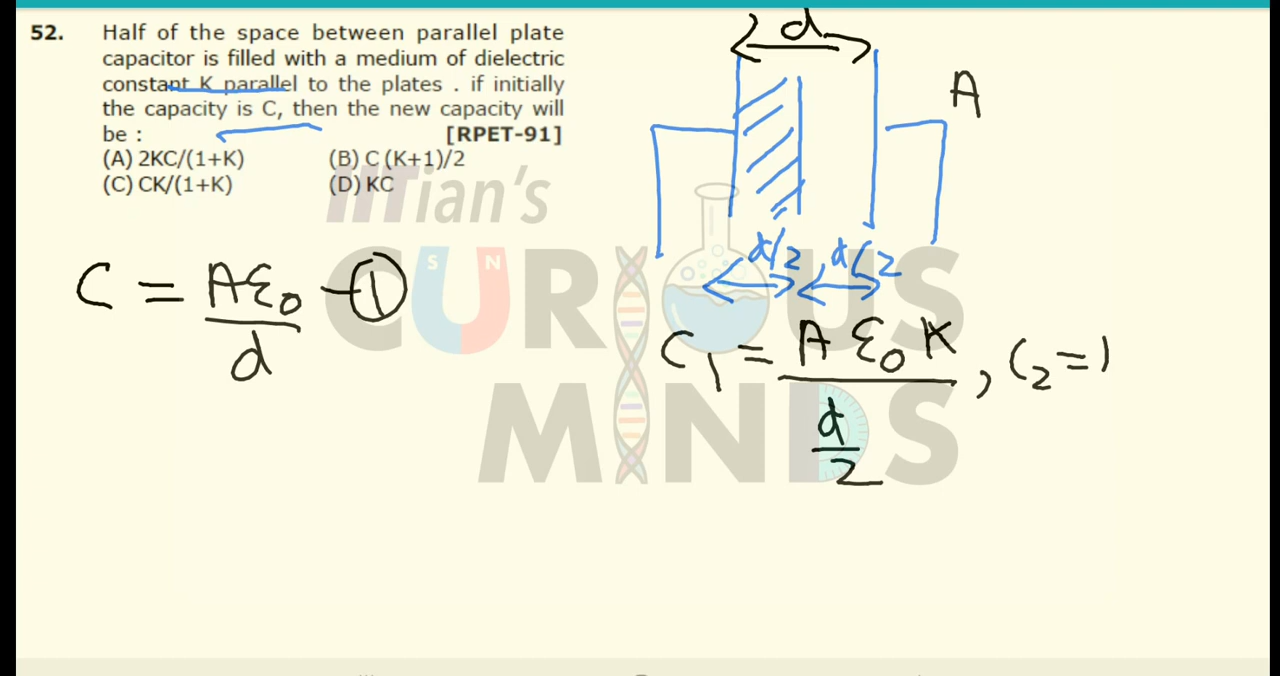 52. Half of the space between parallel plate
capacitor is filled with a medium of dielectric
constant K parallel to the plates . if initially
the capacity is C, then the new capacity will
be : [RPET-91]
(A) 2KC/(1+K) (B) C (K+1)/2
(C) CK/(1+K) (D) KC
d
A
d/2 d/2
C = Aε₀/d - ①
C₁ = Aε₀K / d/2 , C₂ =
IITian's
CURIOUS
S N
MINDS